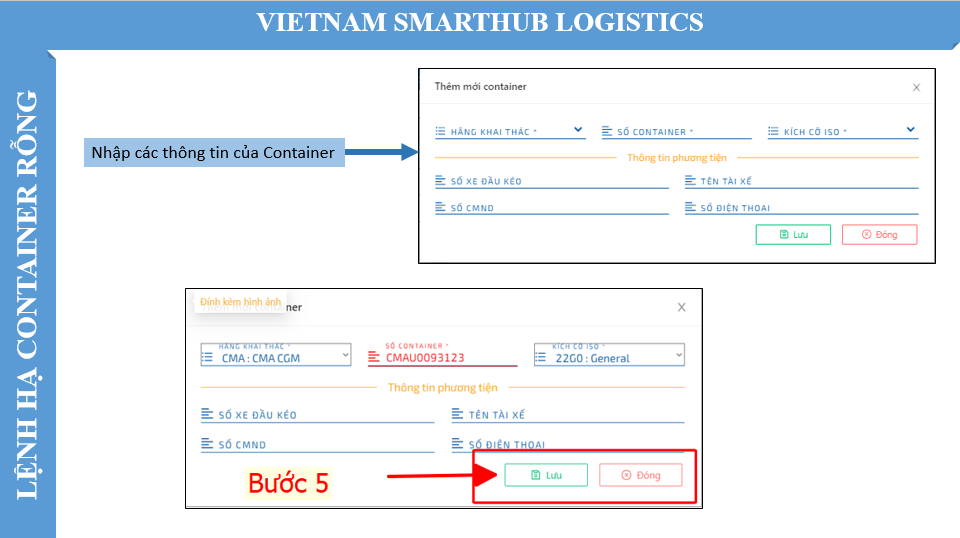 VIETNAM SMARTHUB LOGISTICS
LỆNH HẠ CONTAINER RỖNG
Nhập các thông tin của Container
Thêm mới container
HÃNG KHAI THÁC *
SỐ CONTAINER *
KÍCH CỠ ISO *
Thông tin phương tiện
SỐ XE ĐẦU KÉO
TÊN TÀI XẾ
SỐ CMND
SỐ ĐIỆN THOẠI
Lưu
Đóng
Đính kèm hình ảnh
Thêm mới container
HÃNG KHAI THÁC *
CMA : CMA CGM
SỐ CONTAINER *
CMAU0093123
KÍCH CỠ ISO *
22G0 : General
Thông tin phương tiện
SỐ XE ĐẦU KÉO
TÊN TÀI XẾ
SỐ CMND
SỐ ĐIỆN THOẠI
Bước 5
Lưu
Đóng